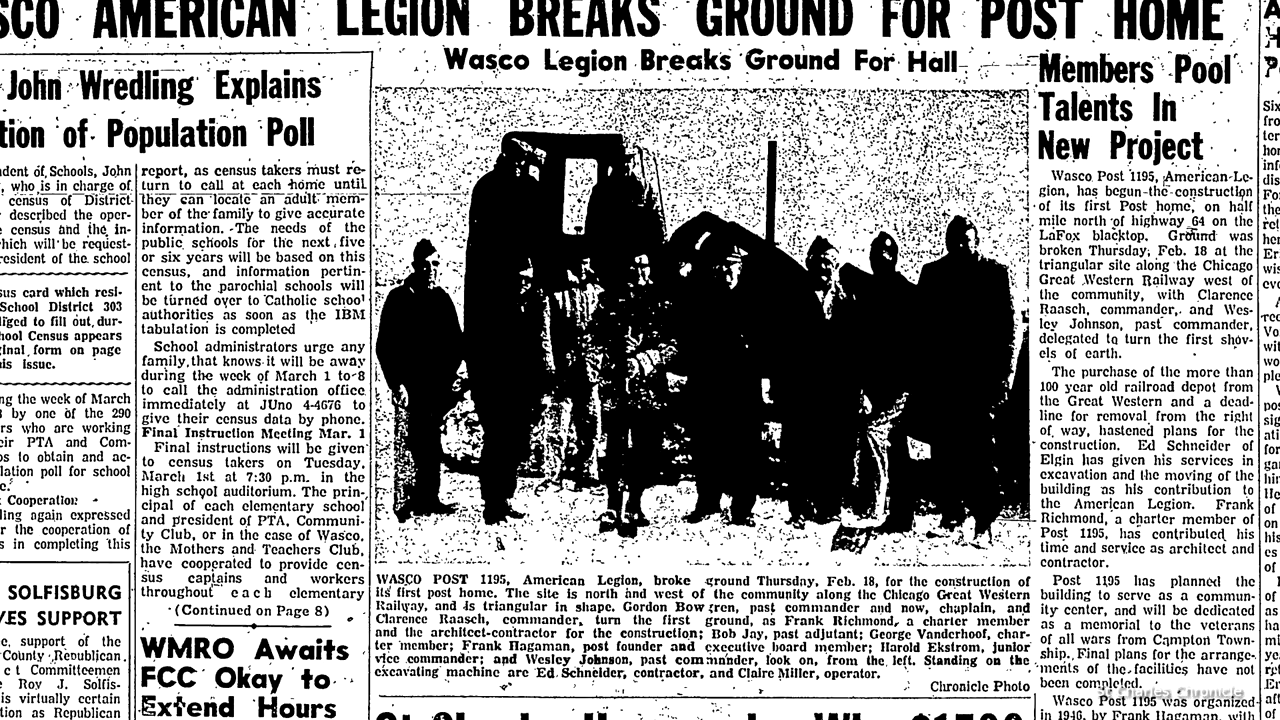 SCO AMERICAN LEGION BREAKS GROUND FOR POST HOME
John Wredling Explains
tion of Population Poll
dent of Schools, John
, who is in charge of
census of District
described the oper-
e census and the in-
hich will be request-
resident of the school
sus card which resi-
School District 303
liged to fill out, dur-
hool Census appears
ginal form on page
his issue.
ng the week of March
8 by one of the 290
rs who are working
eir PTA and Com-
ps to obtain and ac-
lation poll for school
e.
Cooperation
ling again expressed
r the cooperation of
s in completing this
SOLFISBURG
VES SUPPORT
e, support of the
County Republican
c t Committeemen
Roy J. Solfis-
is virtually certain
tion as Republican
report, as census takers must re-
turn to call at each home until
they can locate an adult mem-
ber of the family to give accurate
information. The needs of the
public schools for the next five
or six years will be based on this
census, and information pertin-
ent to the parochial schools will
be turned over to Catholic school
authorities as soon as the IBM
tabulation is completed
School administrators urge any
family that knows it will be away
during the week of March 1 to 8
to call the administration office
immediately at JUno 4-4676 to
give their census data by phone.
Final Instruction Meeting Mar. 1
Final instructions will be given
to census takers on Tuesday,
March 1st at 7:30 p.m. in the
high school auditorium. The prin-
cipal of each elementary school
and president of PTA, Communi-
ty Club, or in the case of Wasco,
the Mothers and Teachers Club,
have cooperated to provide cen-
sus captains and workers
throughout each elementary
(Continued on Page 8)
WMRO Awaits
FCC Okay to
Extend Hours
Wasco Legion Breaks Ground For Hall
WASCO POST 1195, American Legion, broke ground Thursday, Feb. 18, for the construction of
its first post home. The site is north and west of the community along the Chicago Great Western
Railway, and is triangular in shape. Gordon Bowgren, past commander and now, chaplain, and
Clarence Raasch, commander, turn the first ground, as Frank Richmond, a charter member
and the architect-contractor for the construction; Bob Jay, past adjutant; George Vanderhoof, char-
ter member; Frank Hagaman, post founder and executive board member; Harold Ekstrom, junior
vice commander; and Wesley Johnson, past commander, look on, from the left. Standing on the
excavating machine are Ed Schneider, contractor, and Claire Miller, operator.
Chronicle Photo
Members Pool
Talents In
New Project
Wasco Post 1195, American Le-
gion, has begun the construction
of its first Post home, on half
mile north of highway 64 on the
LaFox blacktop. Ground was
broken Thursday, Feb. 18 at the
triangular site along the Chicago
Great Western Railway west of
the community, with Clarence
Raasch, commander, and Wes-
ley Johnson, past commander,
delegated to turn the first shov-
els of earth.
The purchase of the more than
100 year old railroad depot from
the Great Western and a dead-
line for removal from the right
of way, hastened plans for the
construction. Ed Schneider of
Elgin has given his services in
excavation and the moving of the
building as his contribution to
the American Legion. Frank
Richmond, a charter member of
Post 1195, has contributed his
time and service as architect and
contractor.
Post 1195 has planned the
building to serve as a commun-
ity center, and will be dedicated
as a memorial to the veterans
of all wars from Campton Town-
ship. Final plans for the arrange-
ments of the facilities have not
been completed.
Wasco Post 1195 was organized
in 1946, by Frank Hagaman, with
St Charles Chronicle